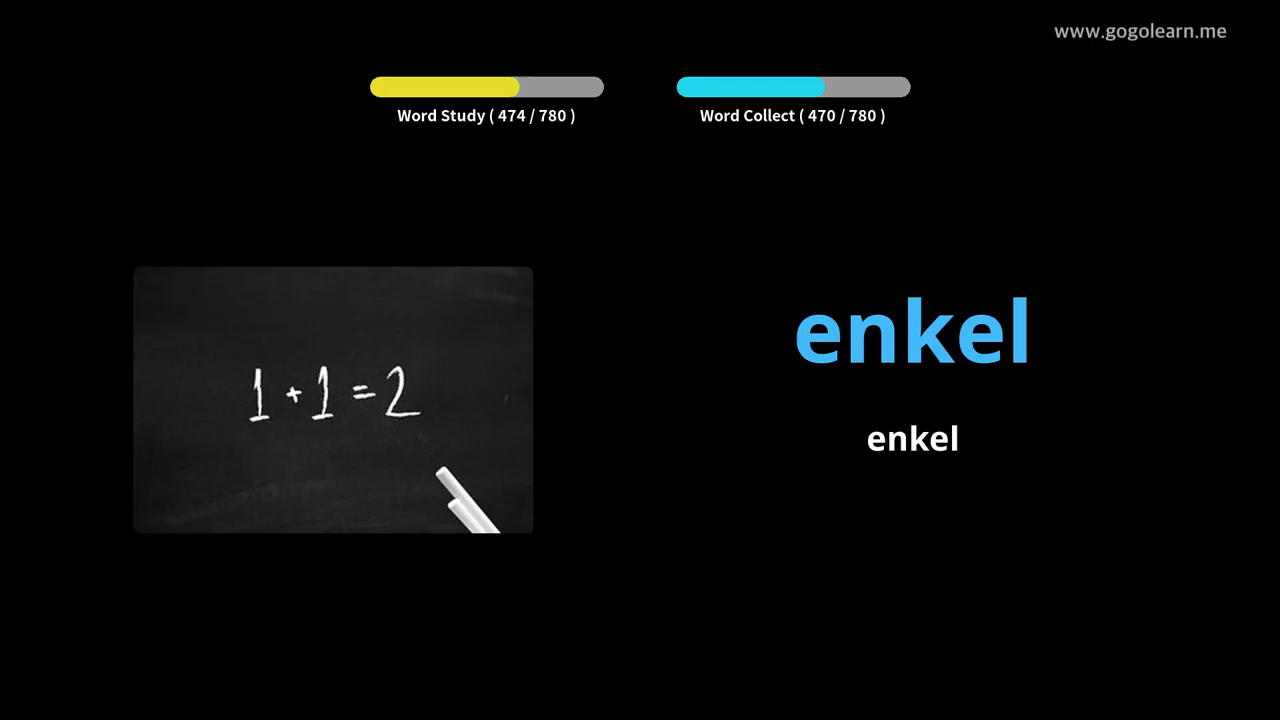 www.gogolearn.me
Word Study ( 474 / 780 )
Word Collect ( 470 / 780 )
1 + 1 = 2
enkel
enkel